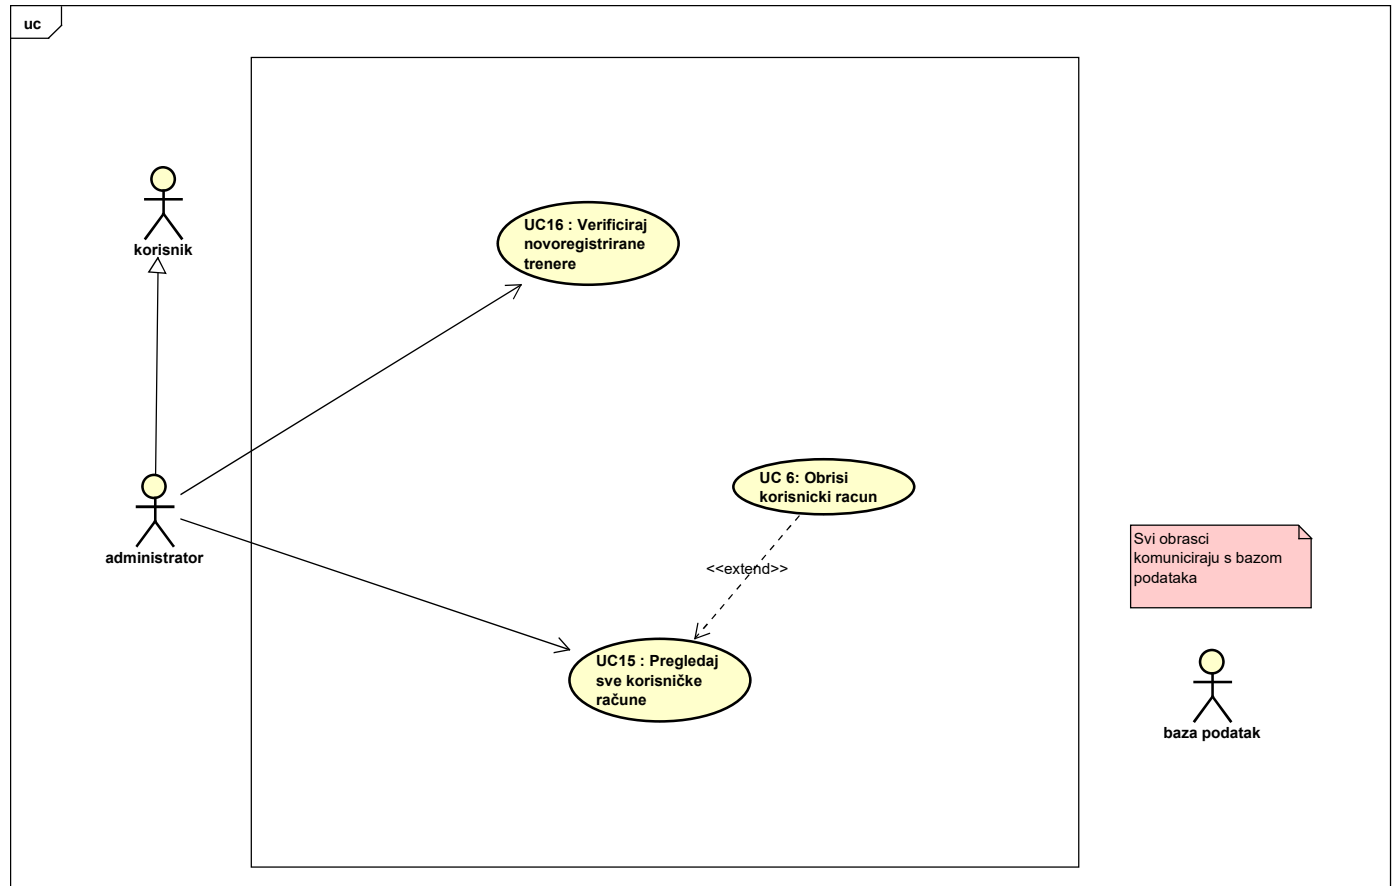 uc
korisnik
UC16 : Verificiraj
novoregistrirane
trenere
UC 6: Obrisi
korisnicki racun
administrator
Svi obrasci
komuniciraju s bazom
podataka
<<extend>>
UC15 : Pregledaj
sve korisničke
račune
baza podatak